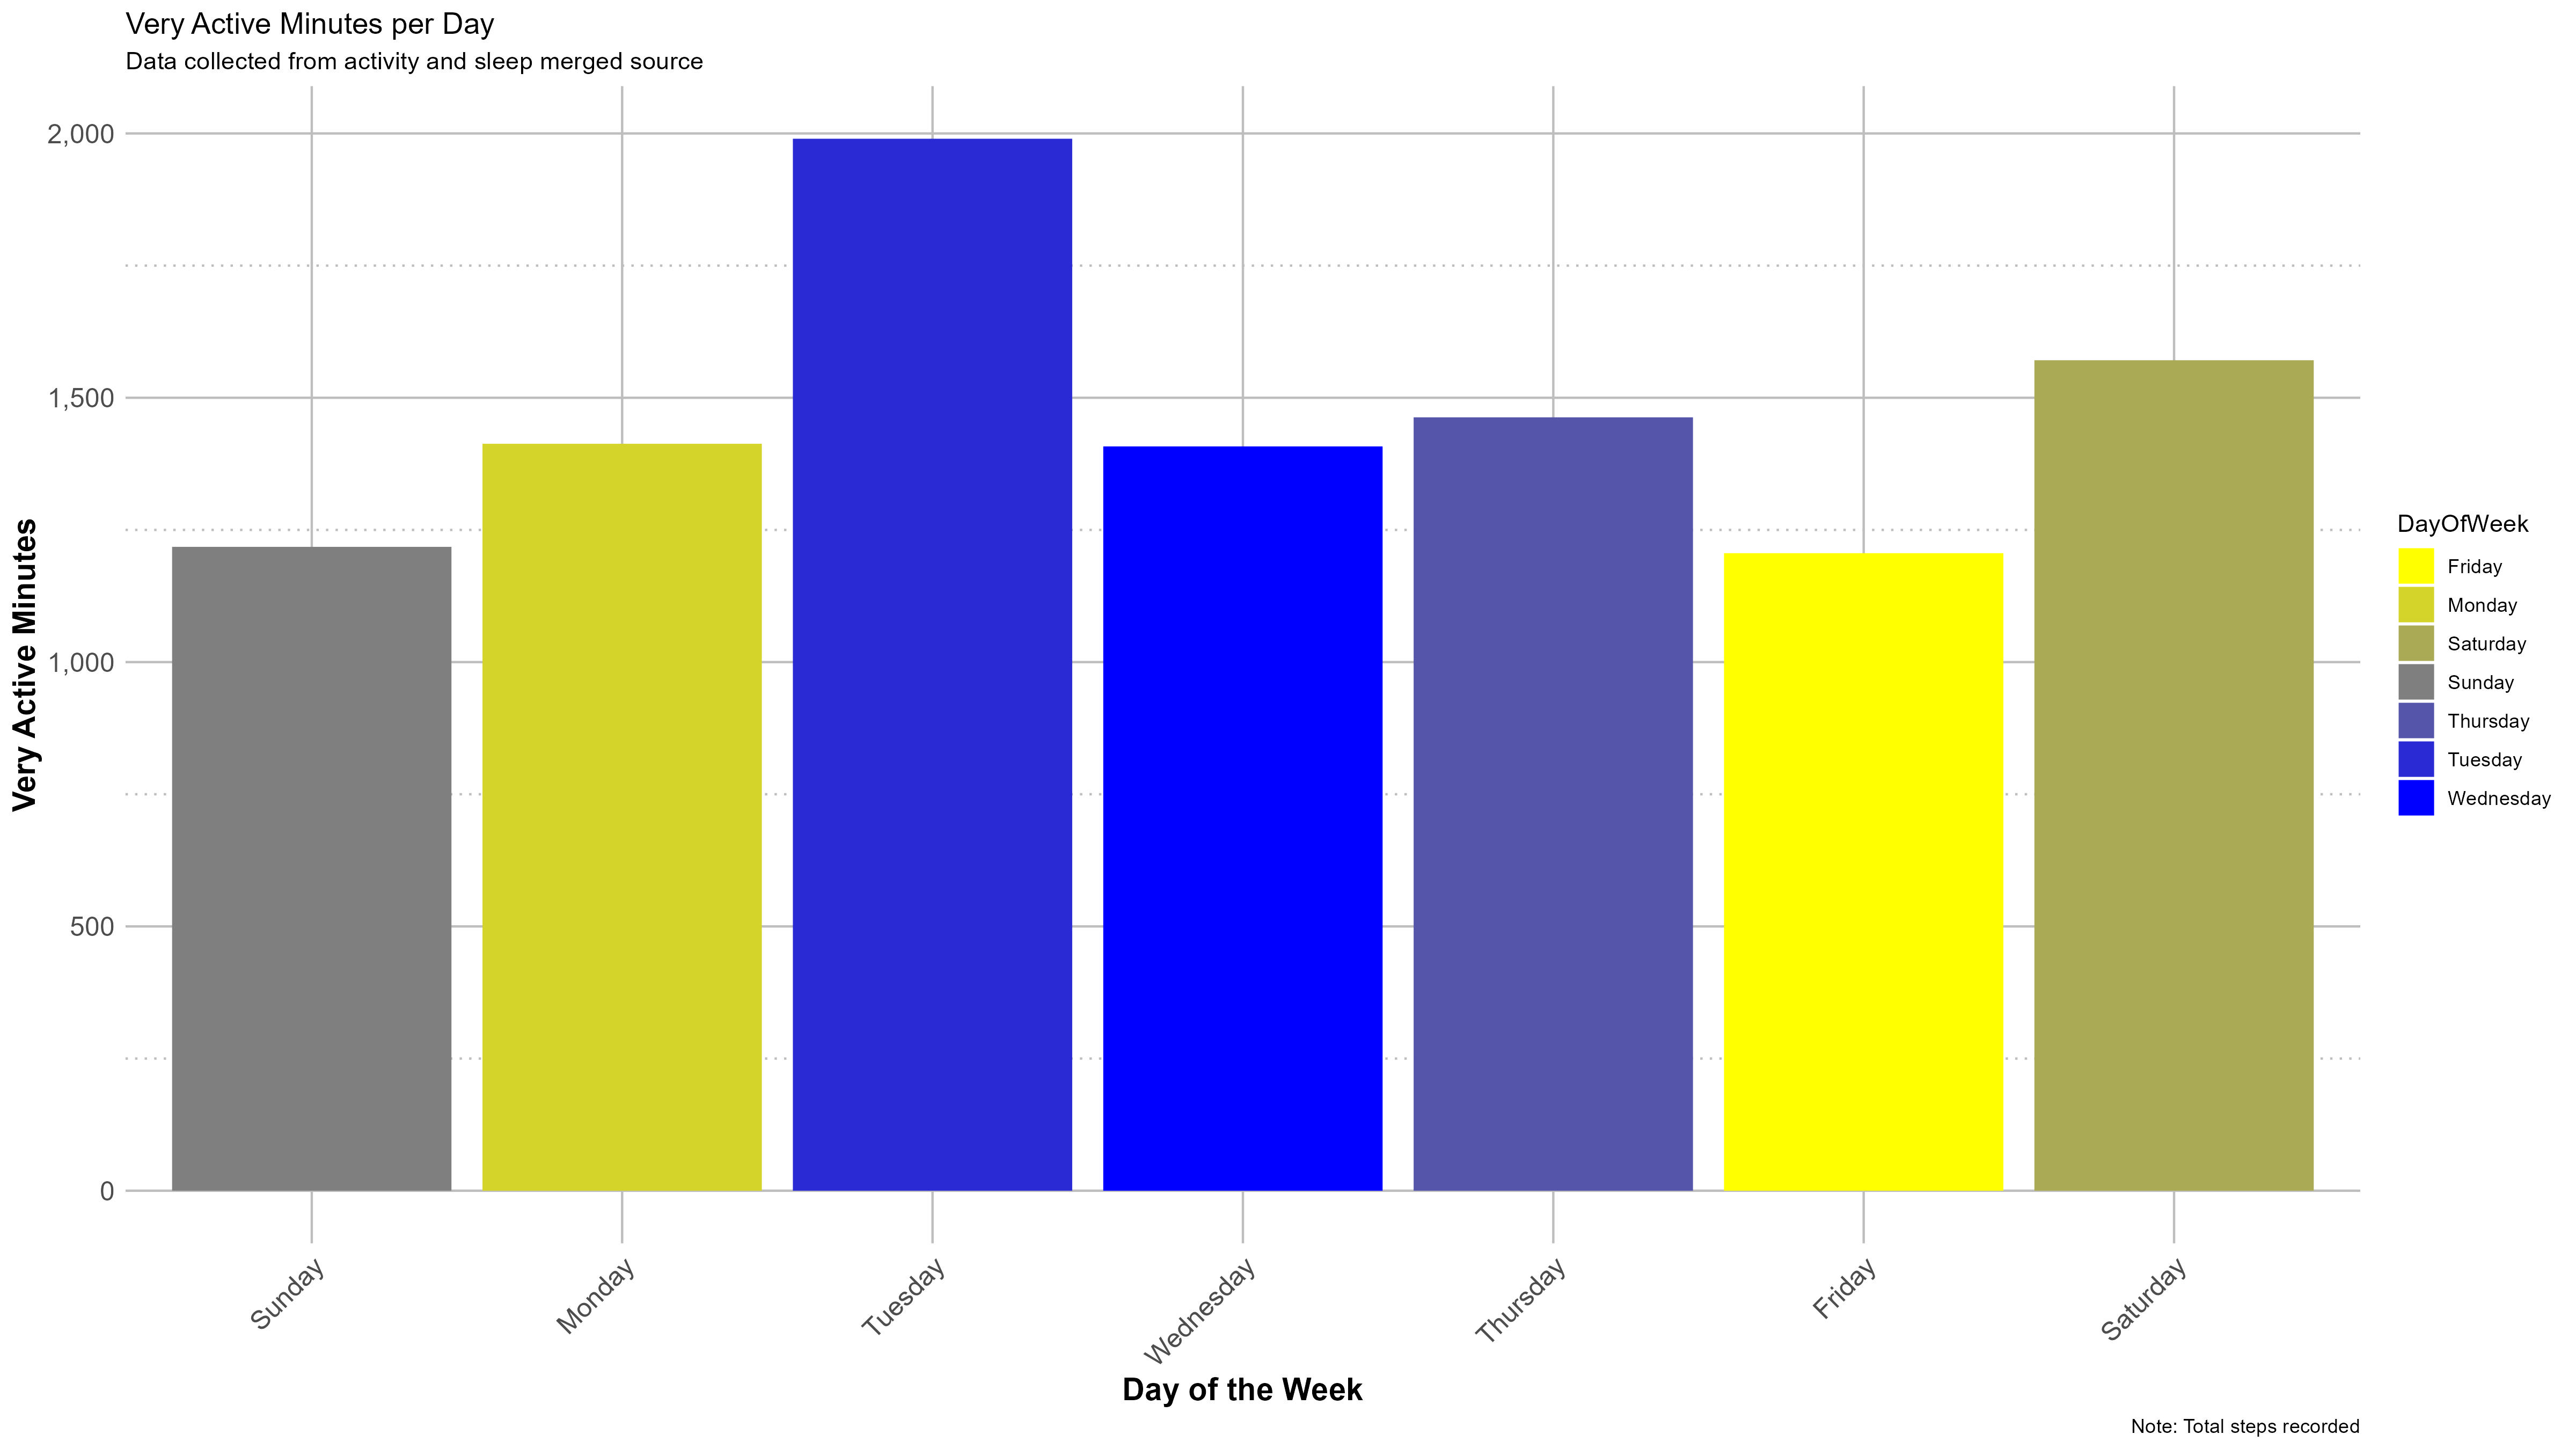 Very Active Minutes per Day
Data collected from activity and sleep merged source
Very Active Minutes
2,000
1,500
1,000
500
0
Sunday
Monday
Tuesday
Wednesday
Thursday
Friday
Saturday
Day of the Week
DayOfWeek
Friday
Monday
Saturday
Sunday
Thursday
Tuesday
Wednesday
Note: Total steps recorded